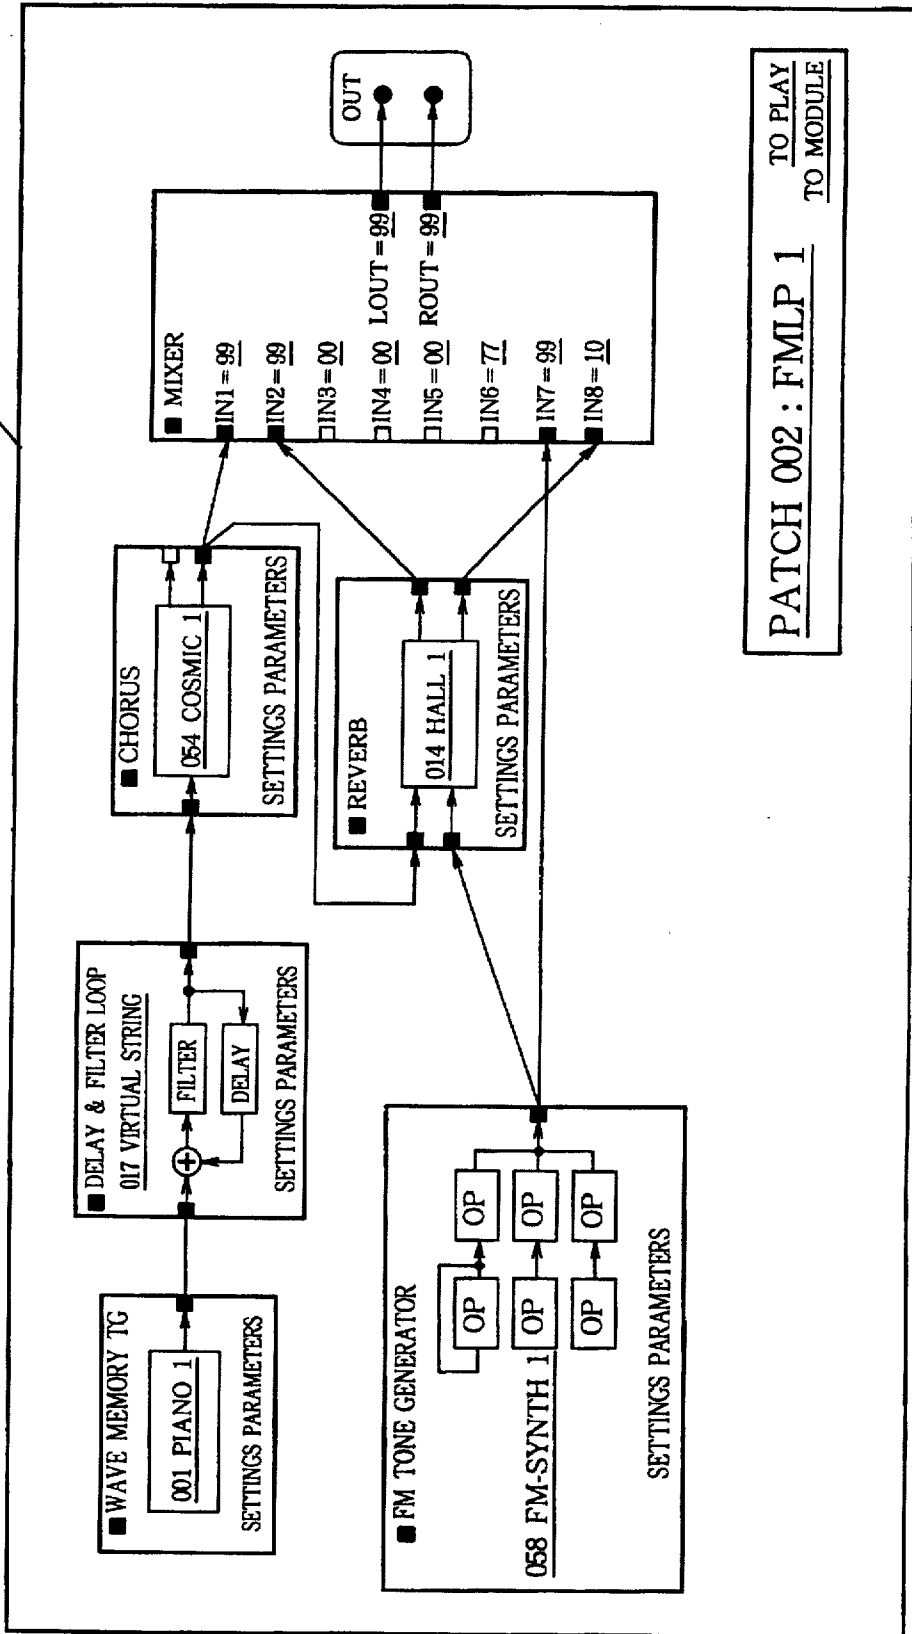 ■ WAVE MEMORY TG
001 PIANO 1
SETTINGS PARAMETERS
■ DELAY & FILTER LOOP
017 VIRTUAL STRING
+
FILTER
DELAY
SETTINGS PARAMETERS
■ CHORUS
054 COSMIC 1
SETTINGS PARAMETERS
■ MIXER
IN1=99
IN2=99
IN3=00
IN4=00 LOUT=99
IN5=00 ROUT=99
IN6=77
IN7=99
IN8=10
OUT
■ REVERB
014 HALL 1
SETTINGS PARAMETERS
■ FM TONE GENERATOR
OP OP
OP OP
OP OP
058 FM-SYNTH 1
SETTINGS PARAMETERS
PATCH 002 : FMLP 1
TO PLAY
TO MODULE